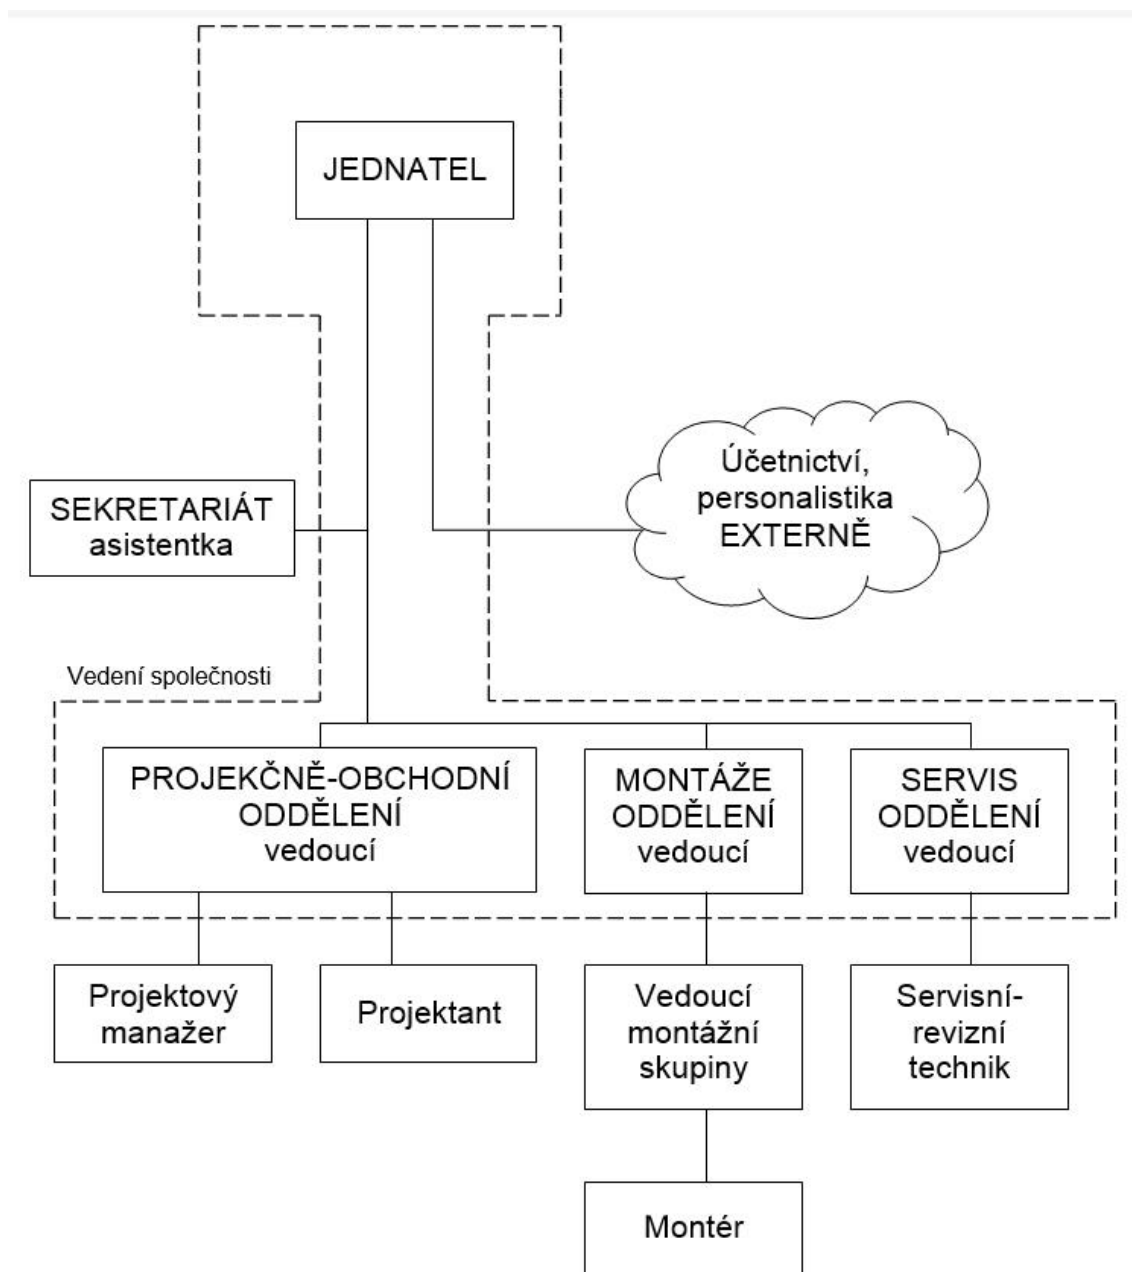 JEDNATEL
Účetnictví,
personalistika
EXTERNĚ
SEKRETARIÁT
asistentka
Vedení společnosti
PROJEKČNĚ-OBCHODNÍ
ODDĚLENÍ
vedoucí
MONTÁŽE
ODDĚLENÍ
vedoucí
SERVIS
ODDĚLENÍ
vedoucí
Projektový
manažer
Projektant
Vedoucí
montážní
skupiny
Servisní-
revizní
technik
Montér